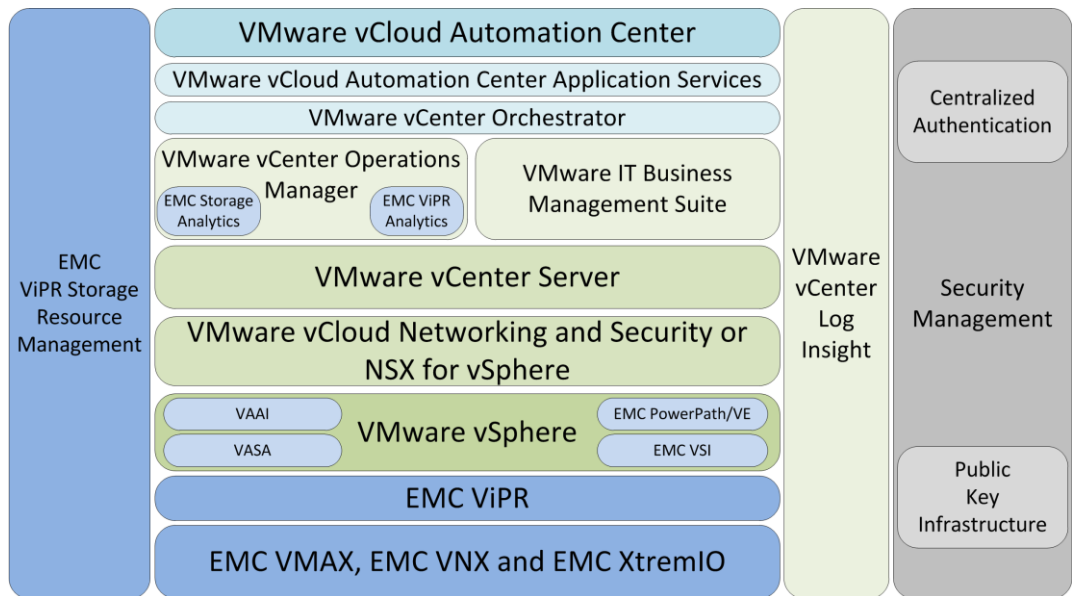 EMC
ViPR Storage
Resource
Management
VMware vCloud Automation Center
VMware vCloud Automation Center Application Services
VMware vCenter Orchestrator
VMware vCenter Operations
Manager
EMC Storage
Analytics
EMC ViPR
Analytics
VMware IT Business
Management Suite
VMware vCenter Server
VMware vCloud Networking and Security or
NSX for vSphere
VMware vSphere
VAAI
VASA
EMC PowerPath/VE
EMC VSI
EMC ViPR
EMC VMAX, EMC VNX and EMC XtremIO
VMware
vCenter
Log
Insight
Centralized
Authentication
Security
Management
Public
Key
Infrastructure